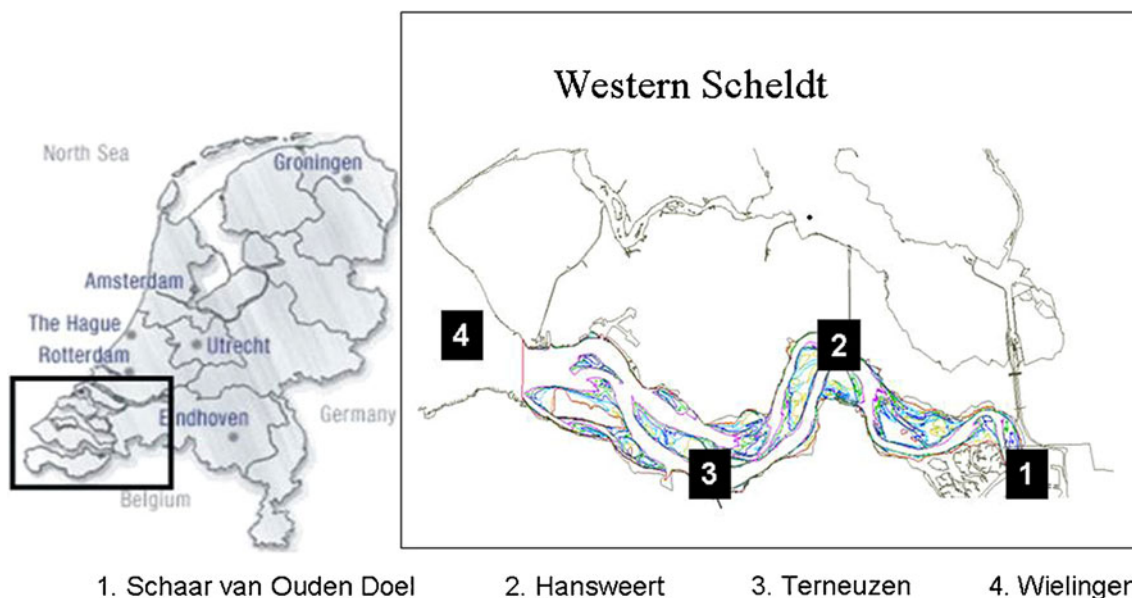 Western Scheldt
North Sea
Groningen
Amsterdam
The Hague
Utrecht
Rotterdam
Eindhoven
Germany
Belgium
4
2
3
1
1. Schaar van Ouden Doel 2. Hansweert 3. Terneuzen 4. Wielingen